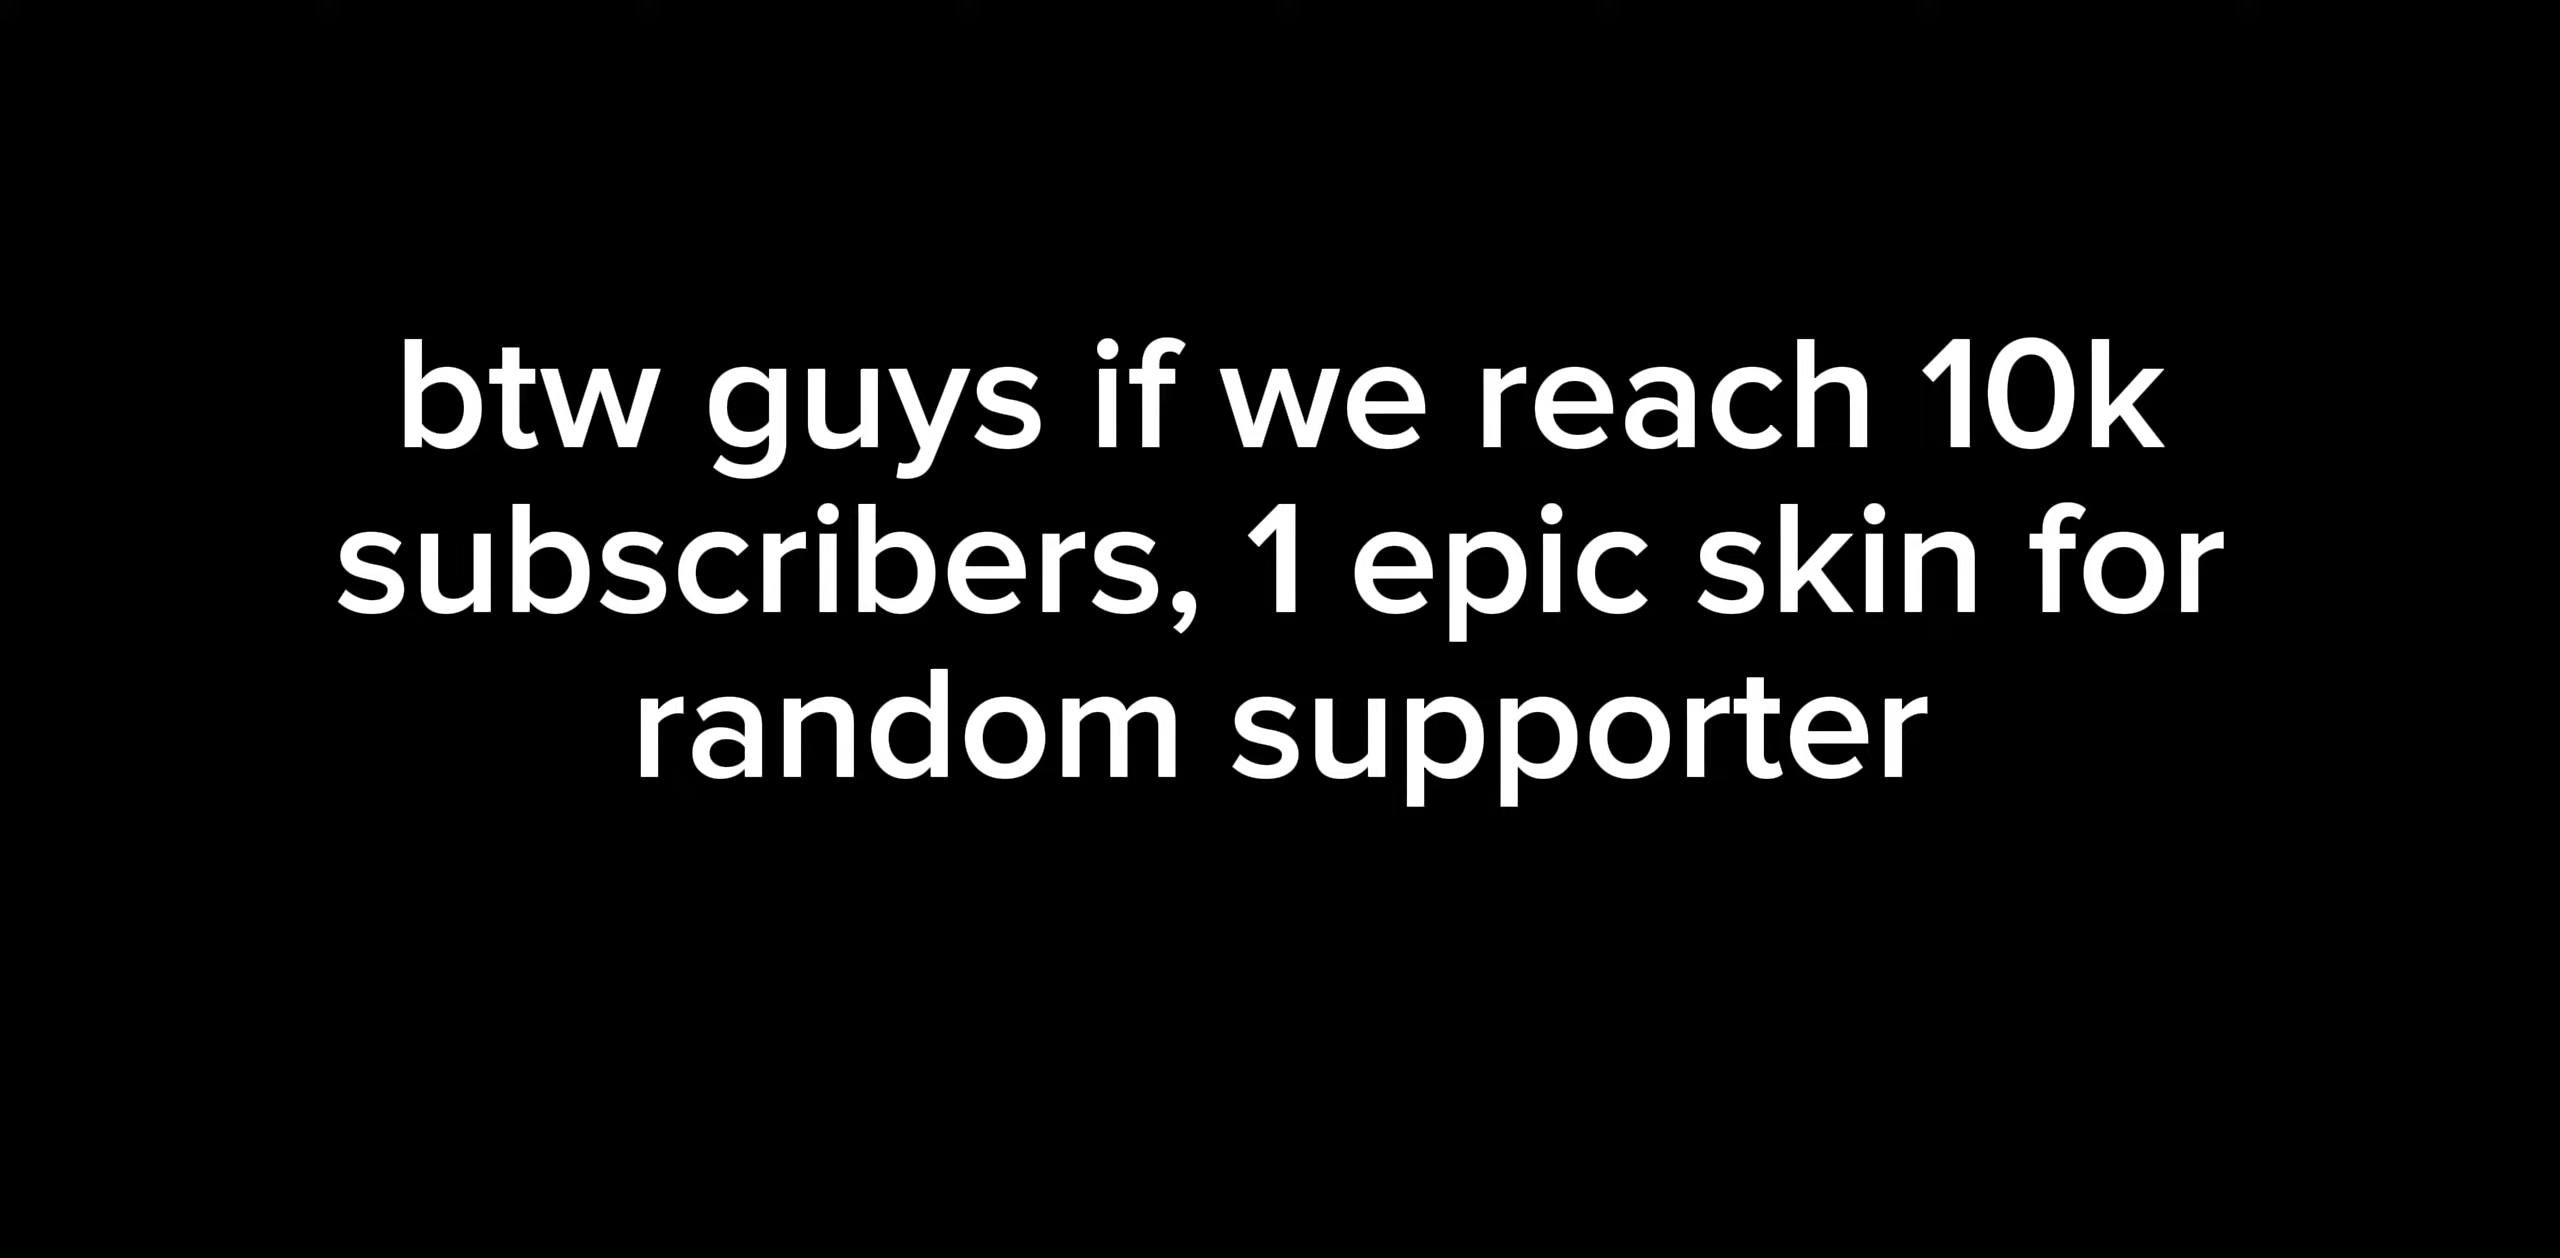 btw guys if we reach 10k
subscribers, 1 epic skin for
random supporter